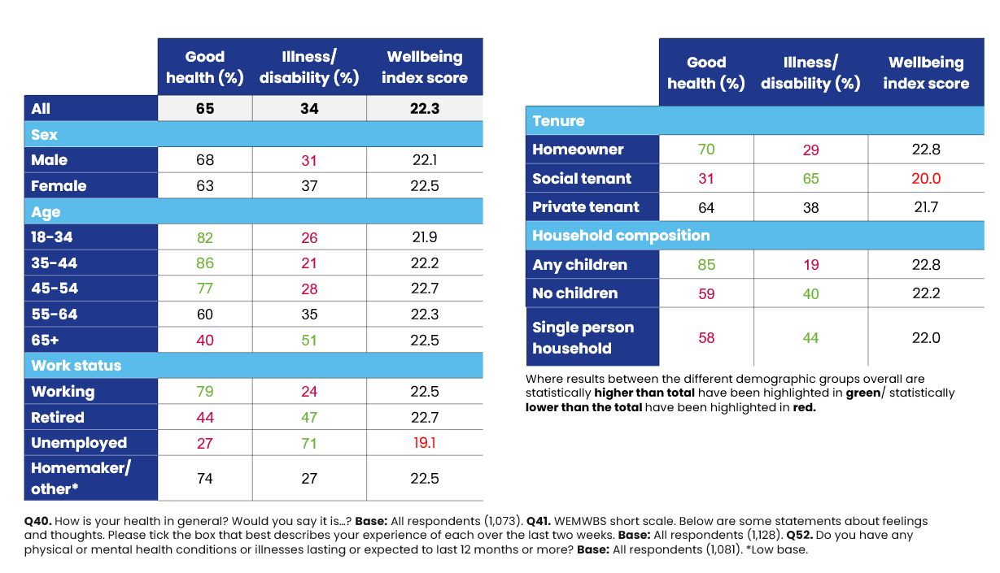 Good health (%) Illness/ disability (%) Wellbeing index score
All 65 34 22.3
Sex
Male 68 31 22.1
Female 63 37 22.5
Age
18-34 82 26 21.9
35-44 86 21 22.2
45-54 77 28 22.7
55-64 60 35 22.3
65+ 40 51 22.5
Work status
Working 79 24 22.5
Retired 44 47 22.7
Unemployed 27 71 19.1
Homemaker/ other* 74 27 22.5
Good health (%) Illness/ disability (%) Wellbeing index score
Tenure
Homeowner 70 29 22.8
Social tenant 31 65 20.0
Private tenant 64 38 21.7
Household composition
Any children 85 19 22.8
No children 59 40 22.2
Single person household 58 44 22.0
Where results between the different demographic groups overall are
statistically higher than total have been highlighted in green/ statistically
lower than the total have been highlighted in red.
Q40. How is your health in general? Would you say it is…? Base: All respondents (1,073). Q41. WEMWBS short scale. Below are some statements about feelings
and thoughts. Please tick the box that best describes your experience of each over the last two weeks. Base: All respondents (1,128). Q52. Do you have any
physical or mental health conditions or illnesses lasting or expected to last 12 months or more? Base: All respondents (1,081). *Low base.